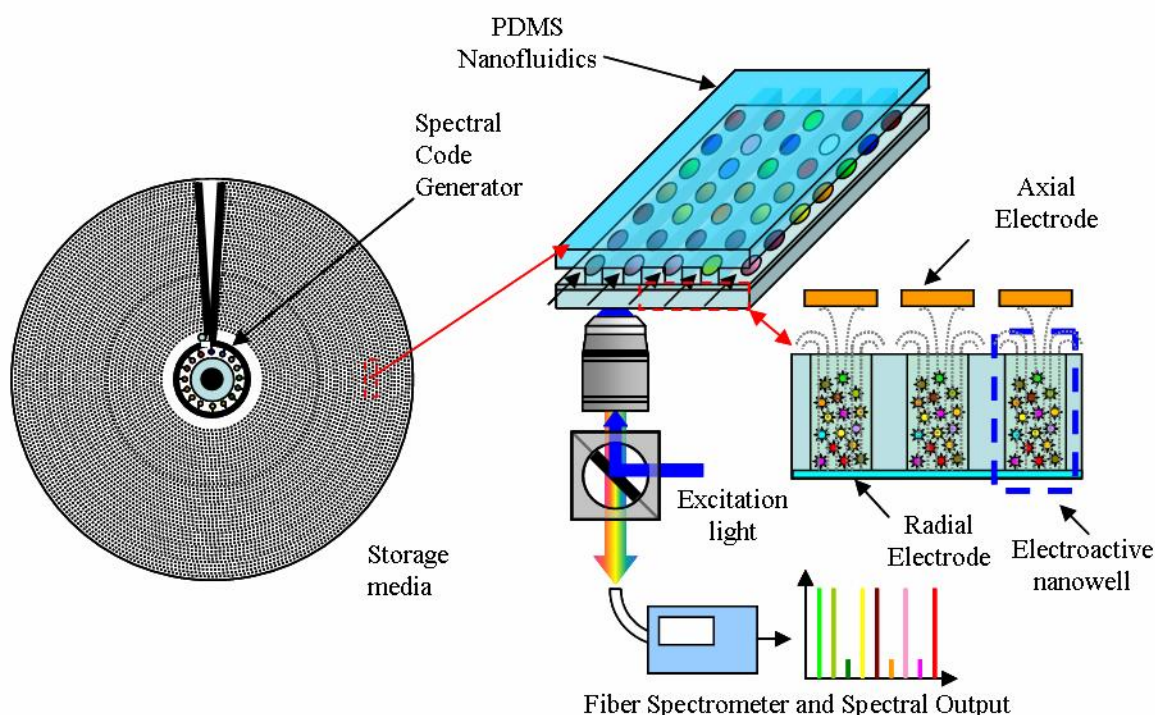 PDMS
Nanofluidics
Spectral
Code
Generator
Axial
Electrode
Excitation
light
Radial
Electrode
Electroactive
nanowell
Storage
media
Fiber Spectrometer and Spectral Output